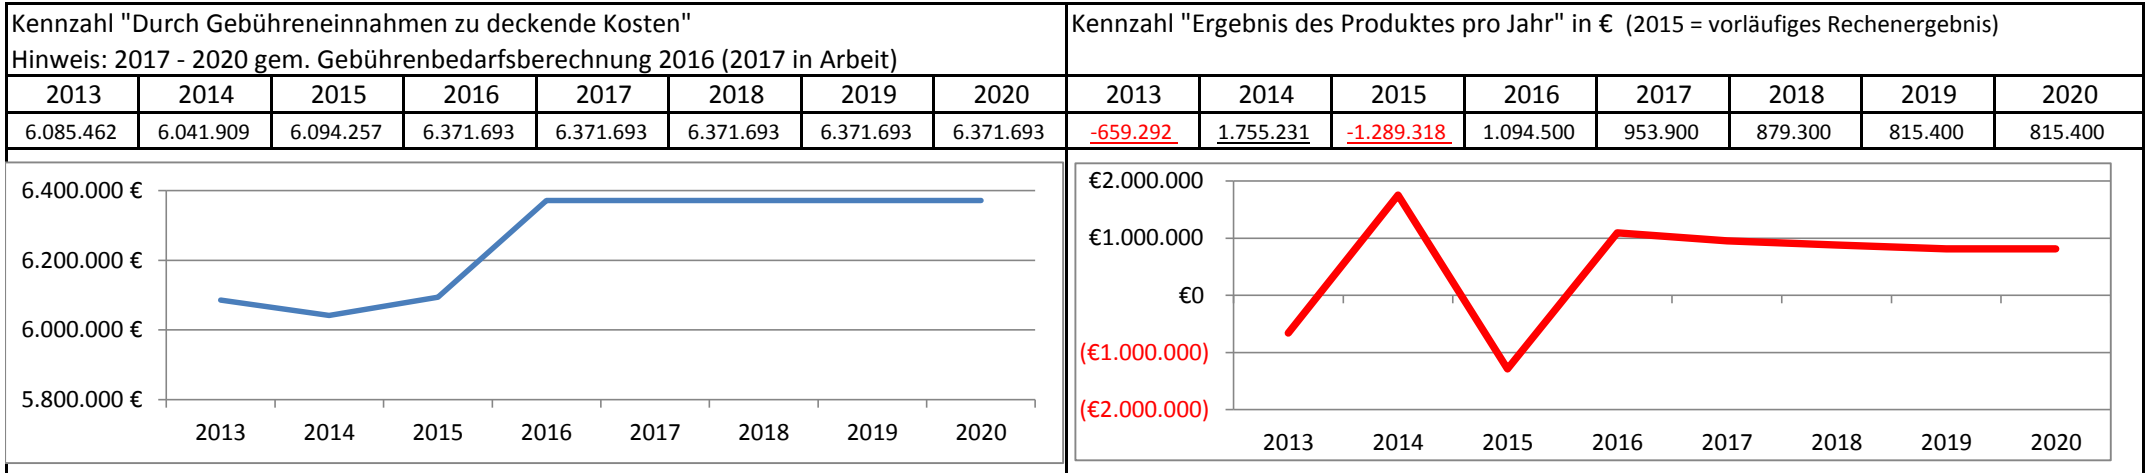 Kennzahl "Durch Gebühreneinnahmen zu deckende Kosten"
Hinweis: 2017 - 2020 gem. Gebührenbedarfsberechnung 2016 (2017 in Arbeit)
2013 2014 2015 2016 2017 2018 2019 2020
6.085.462 6.041.909 6.094.257 6.371.693 6.371.693 6.371.693 6.371.693 6.371.693
6.400.000 €
6.200.000 €
6.000.000 €
5.800.000 €
2013 2014 2015 2016 2017 2018 2019 2020
Kennzahl "Ergebnis des Produktes pro Jahr" in € (2015 = vorläufiges Rechenergebnis)
2013 2014 2015 2016 2017 2018 2019 2020
-659.292 1.755.231 -1.289.318 1.094.500 953.900 879.300 815.400 815.400
€2.000.000
€1.000.000
€0
(€1.000.000)
(€2.000.000)
2013 2014 2015 2016 2017 2018 2019 2020